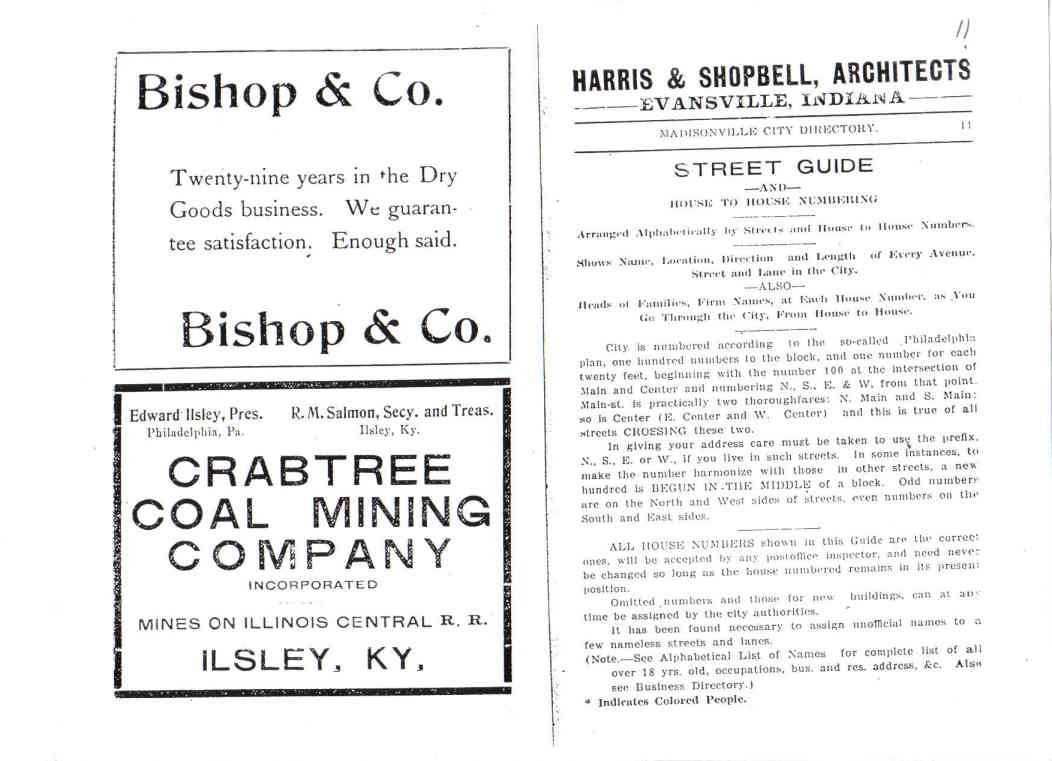 Bishop & Co.
Twenty-nine years in the Dry
Goods business. We guaran-
tee satisfaction. Enough said.
Bishop & Co.
Edward Ilsley, Pres. R. M. Salmon, Secy. and Treas.
Philadelphia, Pa. Ilsley, Ky.
CRABTREE
COAL MINING
COMPANY
INCORPORATED
MINES ON ILLINOIS CENTRAL R. R.
ILSLEY, KY,
11
HARRIS & SHOPBELL, ARCHITECTS
EVANSVILLE, INDIANA
MADISONVILLE CITY DIRECTORY. 11
STREET GUIDE
—AND—
HOUSE TO HOUSE NUMBERING
Arranged Alphabetically by Streets and House to House Numbers.
Shows Name, Location, Direction and Length of Every Avenue,
Street and Lane in the City.
—ALSO—
Heads of Families, Firm Names, at Each House Number, as You
Go Through the City, From House to House.
City is numbered according to the so-called Philadelphia
plan, one hundred numbers to the block, and one number for each
twenty feet, beginning with the number 100 at the intersection of
Main and Center and numbering N., S., E. & W, from that point.
Main-st. is practically two thoroughfares: N. Main and S. Main;
so is Center (E. Center and W. Center) and this is true of all
streets CROSSING these two.
In giving your address care must be taken to use the prefix,
N., S., E. or W., if you live in such streets. In some instances, to
make the number harmonize with those in other streets, a new
hundred is BEGUN IN THE MIDDLE of a block. Odd numbers
are on the North and West sides of streets, even numbers on the
South and East sides.
ALL HOUSE NUMBERS shown in this Guide are the correct
ones, will be accepted by any postoffice inspector, and need never
be changed so long as the house numbered remains in its present
position.
Omitted numbers and those for new buildings, can at any
time be assigned by the city authorities.
It has been found necessary to assign unofficial names to a
few nameless streets and lanes.
(Note.—See Alphabetical List of Names for complete list of all
over 18 yrs. old, occupations, bus. and res. address, &c. Also
see Business Directory.)
* Indicates Colored People.